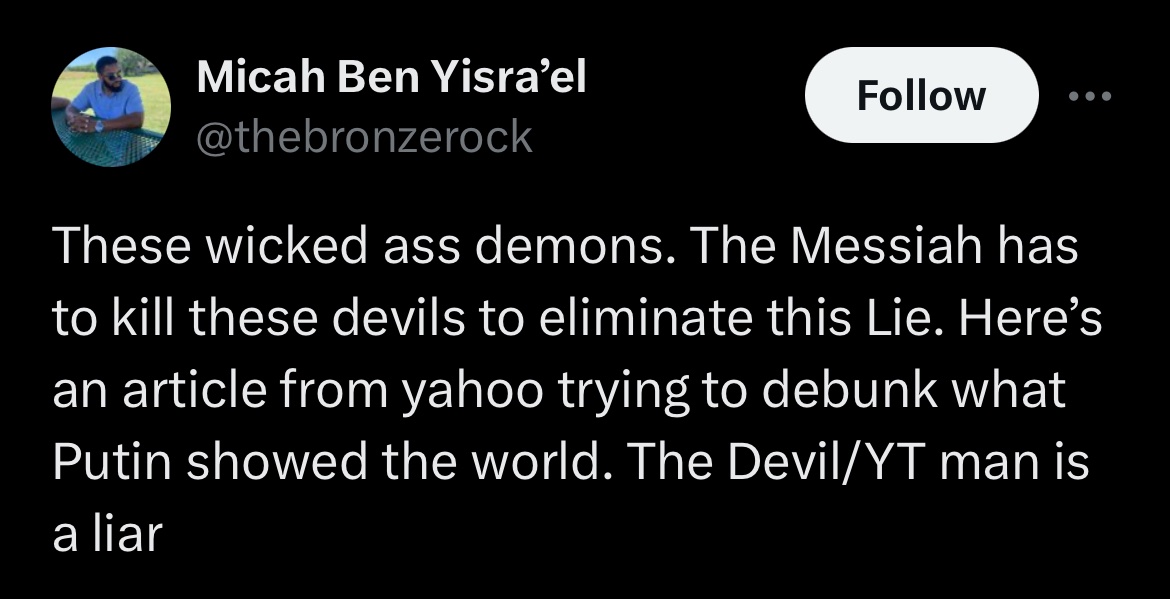 Micah Ben Yisra’el
@thebronzerock
Follow
These wicked ass demons. The Messiah has
to kill these devils to eliminate this Lie. Here’s
an article from yahoo trying to debunk what
Putin showed the world. The Devil/YT man is
a liar